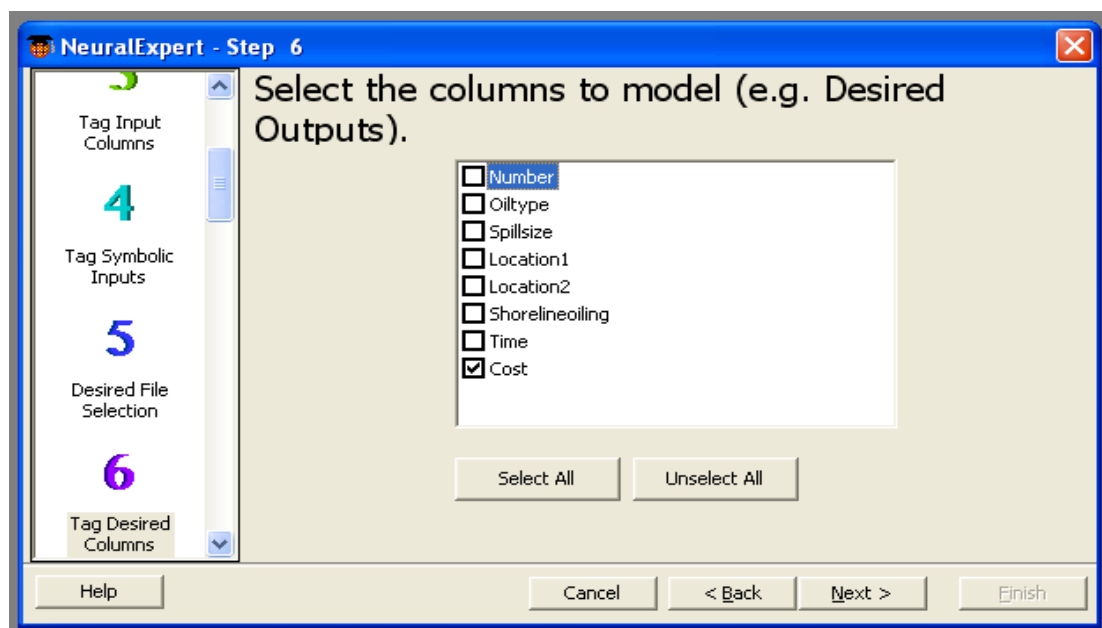 NeuralExpert - Step 6
3
Tag Input
Columns
4
Tag Symbolic
Inputs
5
Desired File
Selection
6
Tag Desired
Columns
Select the columns to model (e.g. Desired
Outputs).
Number
Oiltype
Spillsize
Location1
Location2
Shorelineoiling
Time
Cost
Select All
Unselect All
Help
Cancel
< Back
Next >
Finish